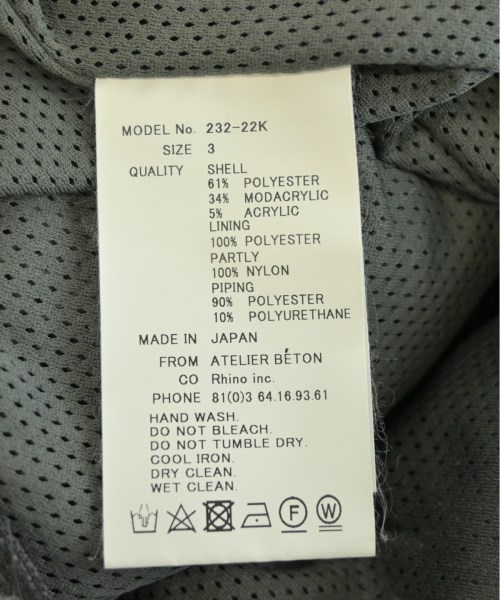 MODEL No. 232-22K
SIZE 3
QUALITY SHELL
61% POLYESTER
34% MODACRYLIC
5% ACRYLIC
LINING
100% POLYESTER
PARTLY
100% NYLON
PIPING
90% POLYESTER
10% POLYURETHANE
MADE IN JAPAN
FROM ATELIER BÉTON
CO Rhino inc.
PHONE 81(0)3 64.16.93.61
HAND WASH.
DO NOT BLEACH.
DO NOT TUMBLE DRY.
COOL IRON.
DRY CLEAN.
WET CLEAN.
F W